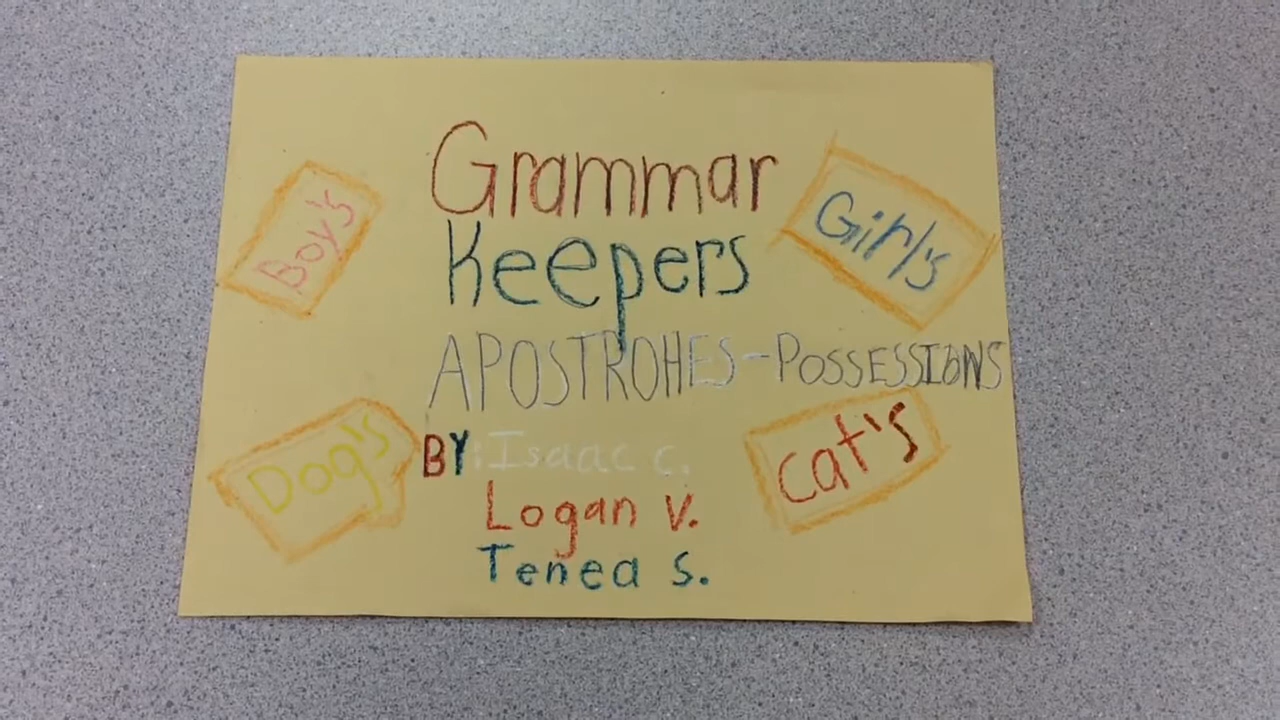 Grammar
Keepers
APOSTROHES-POSSESSIONS
BY: Isaac C.
Logan V.
Tenea S.
Boy's
Girl's
Dog's
Cat's